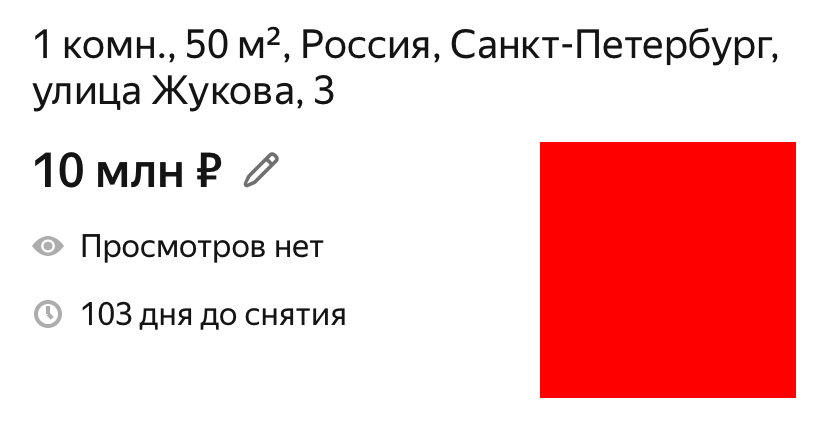 1 комн., 50 м², Россия, Санкт-Петербург,
улица Жукова, 3
10 млн ₽
Просмотров нет
103 дня до снятия